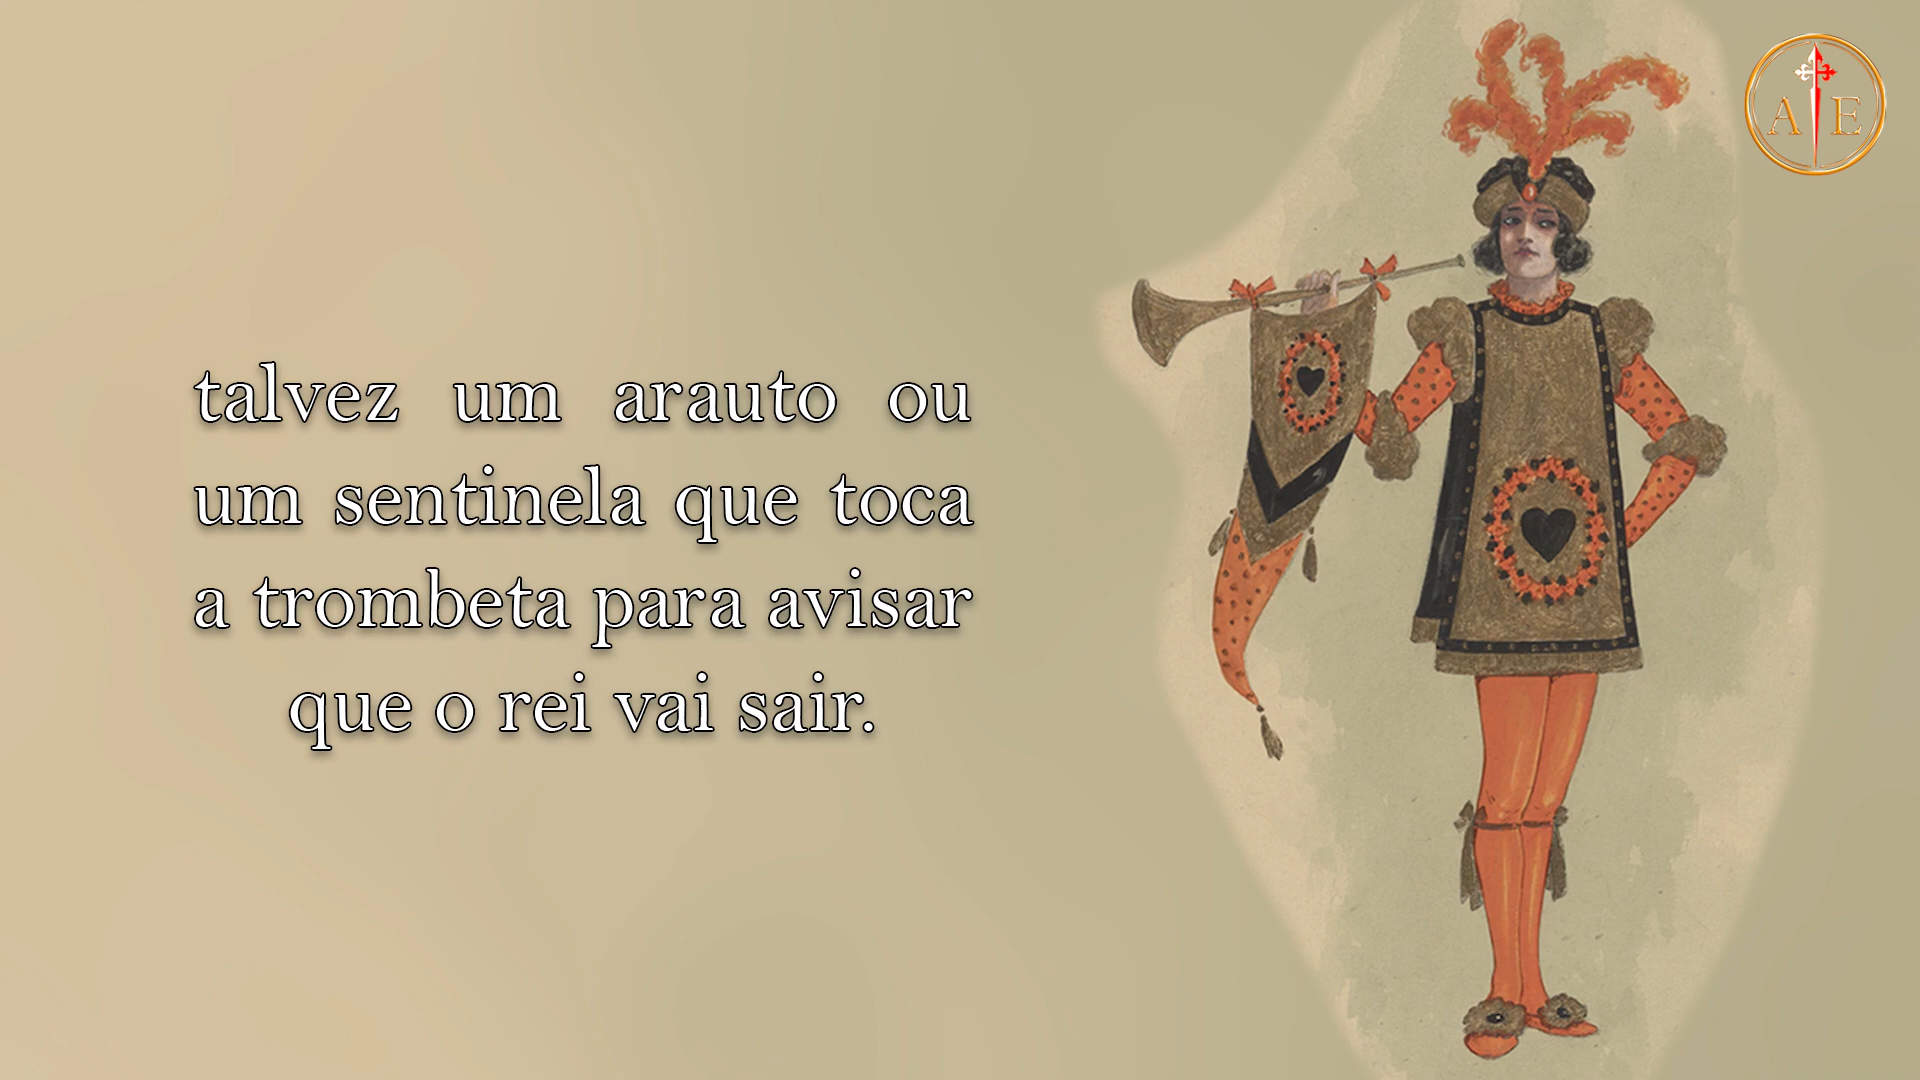 talvez um arauto ou
um sentinela que toca
a trombeta para avisar
que o rei vai sair.
A E